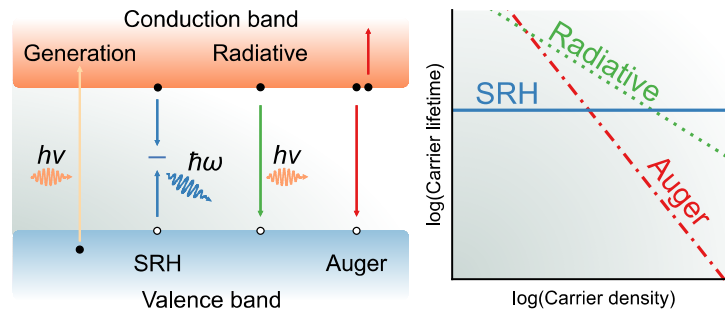 Conduction band
Generation
Radiative
hν
ħω
hν
SRH
Auger
Valence band
log(Carrier lifetime)
Radiative
SRH
Auger
log(Carrier density)